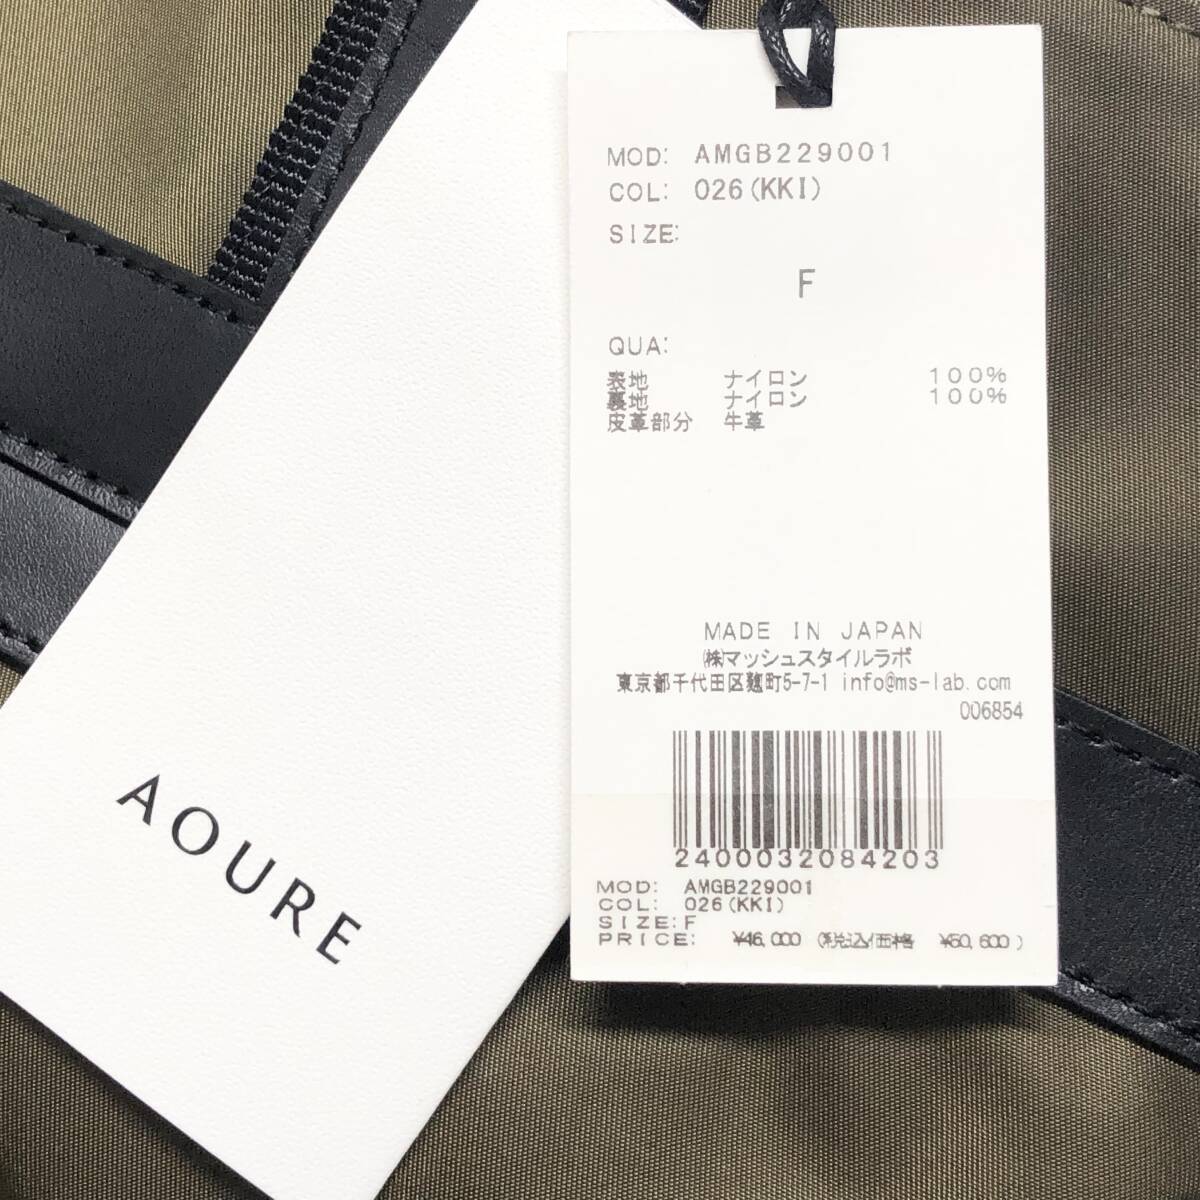 AOURE
MOD: AMGB229001
COL: 026(KKI)
SIZE:
F
QUA:
表地 ナイロン 100%
裏地 ナイロン 100%
皮革部分 牛革
MADE IN JAPAN
㈱マッシュスタイルラボ
東京都千代田区麹町5-7-1 info@ms-lab.com
006854
2400032084203
MOD: AMGB229001
COL: 026(KKI)
SIZE:F
PRICE: ¥46,000 (税込価格 ¥50,600)